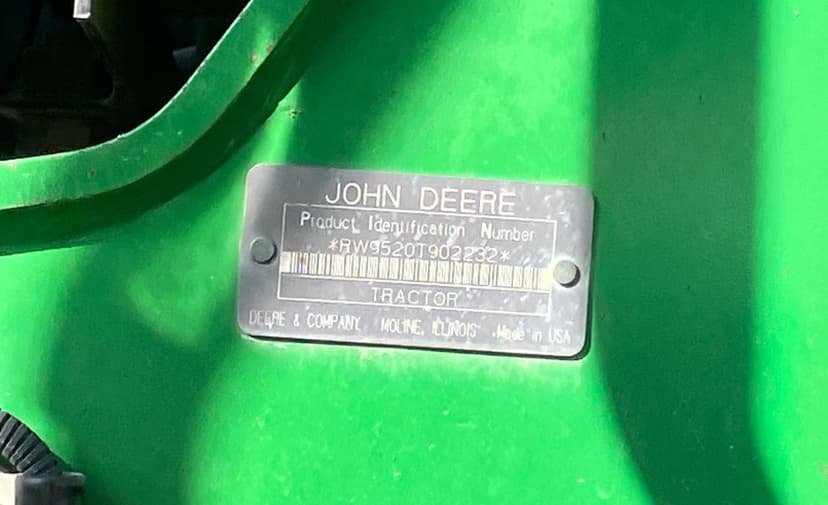 JOHN DEERE
Product Identification Number
*RW9520T902232*
TRACTOR
DEERE & COMPANY MOLINE, ILLINOIS Made in USA